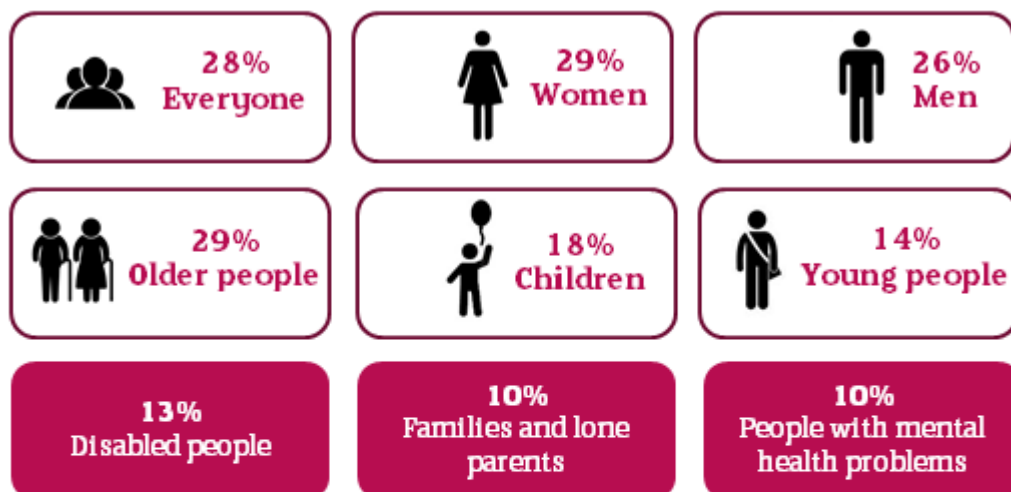 28%
Everyone
29%
Women
26%
Men
29%
Older people
18%
Children
14%
Young people
13%
Disabled people
10%
Families and lone
parents
10%
People with mental
health problems